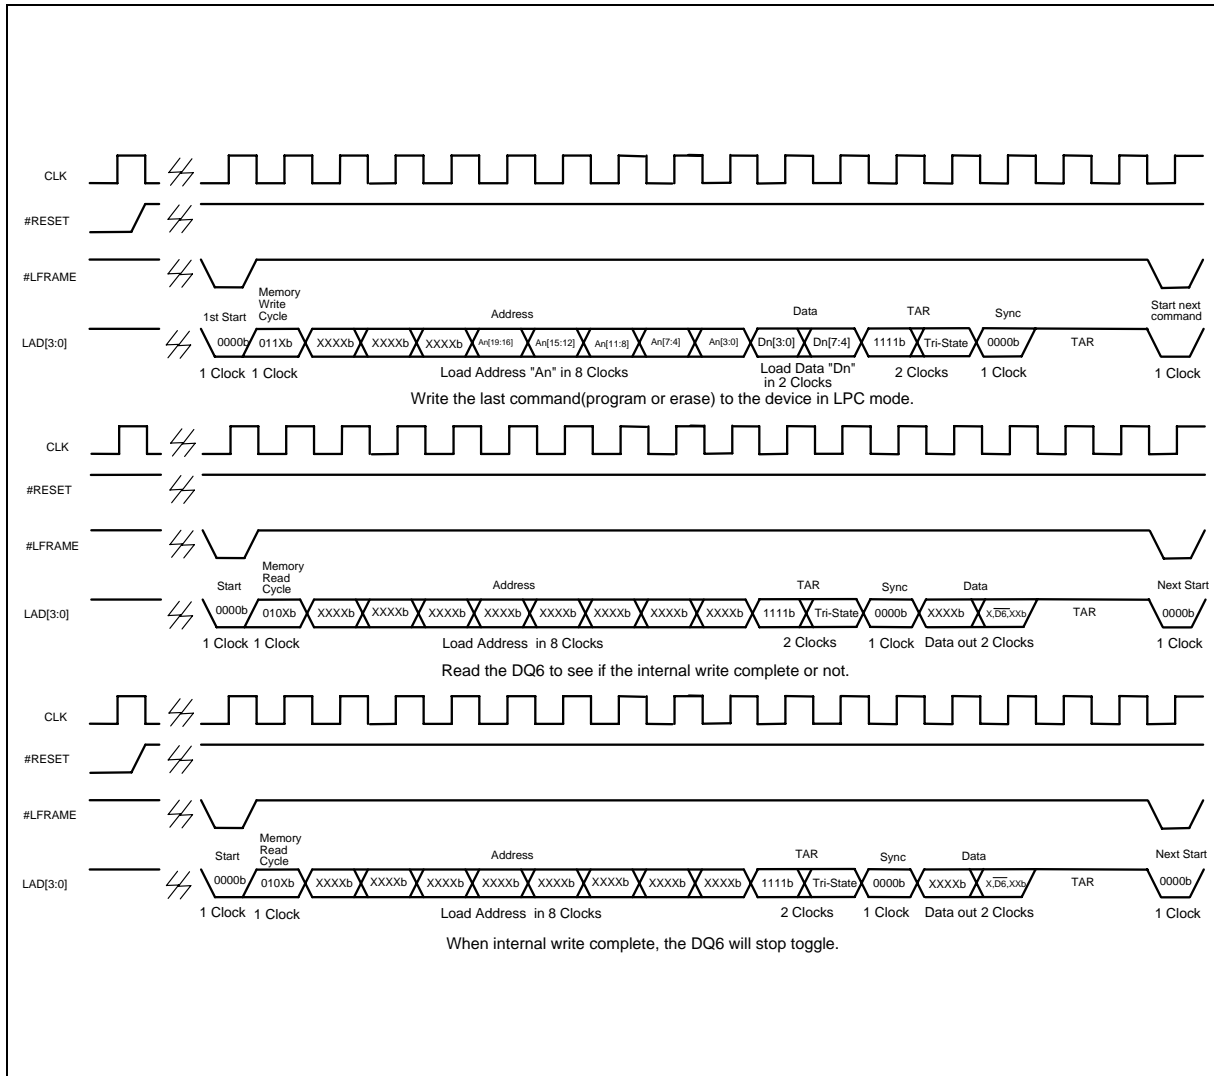 CLK
#RESET
#LFRAME
1st Start
Memory
Write
Cycle
Address
Data
TAR
Sync
Start next
command
LAD[3:0]
0000b 011Xb XXXXb XXXXb XXXXb An[19:16] An[15:12] An[11:8] An[7:4] An[3:0] Dn[3:0] Dn[7:4] 1111b Tri-State 0000b TAR
1 Clock 1 Clock Load Address "An" in 8 Clocks
Load Data "Dn"
in 2 Clocks
2 Clocks 1 Clock 1 Clock
Write the last command(program or erase) to the device in LPC mode.
CLK
#RESET
#LFRAME
Start
Memory
Read
Cycle
Address
TAR
Sync
Data
Next Start
LAD[3:0]
0000b 010Xb XXXXb XXXXb XXXXb XXXXb XXXXb XXXXb XXXXb XXXXb 1111b Tri-State 0000b XXXXb X,D6,XXb TAR 0000b
1 Clock 1 Clock Load Address in 8 Clocks 2 Clocks 1 Clock Data out 2 Clocks 1 Clock
Read the DQ6 to see if the internal write complete or not.
CLK
#RESET
#LFRAME
Start
Memory
Read
Cycle
Address
TAR
Sync
Data
Next Start
LAD[3:0]
0000b 010Xb XXXXb XXXXb XXXXb XXXXb XXXXb XXXXb XXXXb XXXXb 1111b Tri-State 0000b XXXXb X,D6,XXb TAR 0000b
1 Clock 1 Clock Load Address in 8 Clocks 2 Clocks 1 Clock Data out 2 Clocks 1 Clock
When internal write complete, the DQ6 will stop toggle.